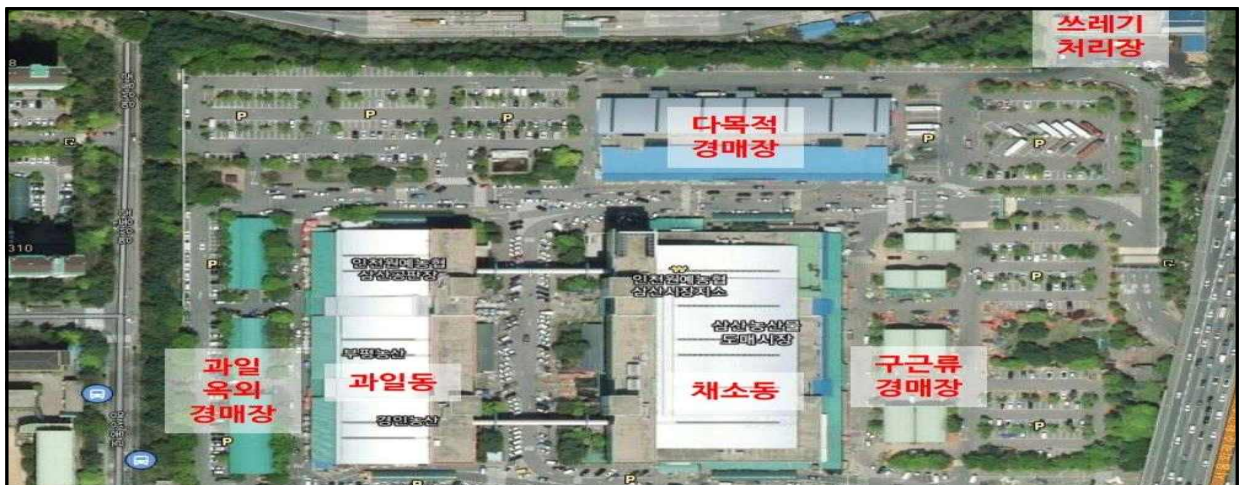 쓰레기
처리장
8
다목적
경매장
P
P
P
P
P
310
인천원예농협
삼산공판장
인천원예농협
삼산시장지소
P
P
삼산농산물
도매시장
부평농산
과일
옥외
경매장
과일동
채소동
구근류
경매장
경인농산
P
P
P
P